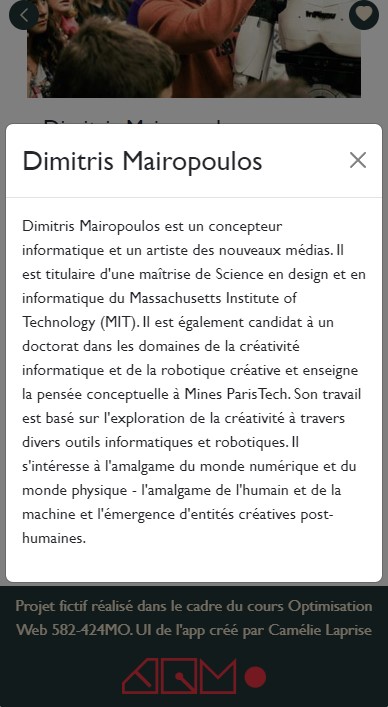 Dimitris Mairopoulos
Dimitris Mairopoulos est un concepteur
informatique et un artiste des nouveaux médias. Il
est titulaire d'une maîtrise de Science en design et en
informatique du Massachusetts Institute of
Technology (MIT). Il est également candidat à un
doctorat dans les domaines de la créativité
informatique et de la robotique créative et enseigne
la pensée conceptuelle à Mines ParisTech. Son travail
est basé sur l'exploration de la créativité à travers
divers outils informatiques et robotiques. Il
s'intéresse à l'amalgame du monde numérique et du
monde physique - l'amalgame de l'humain et de la
machine et l'émergence d'entités créatives post-
humaines.
Projet fictif réalisé dans le cadre du cours Optimisation
Web 582-424MO. UI de l'app créé par Camélie Laprise